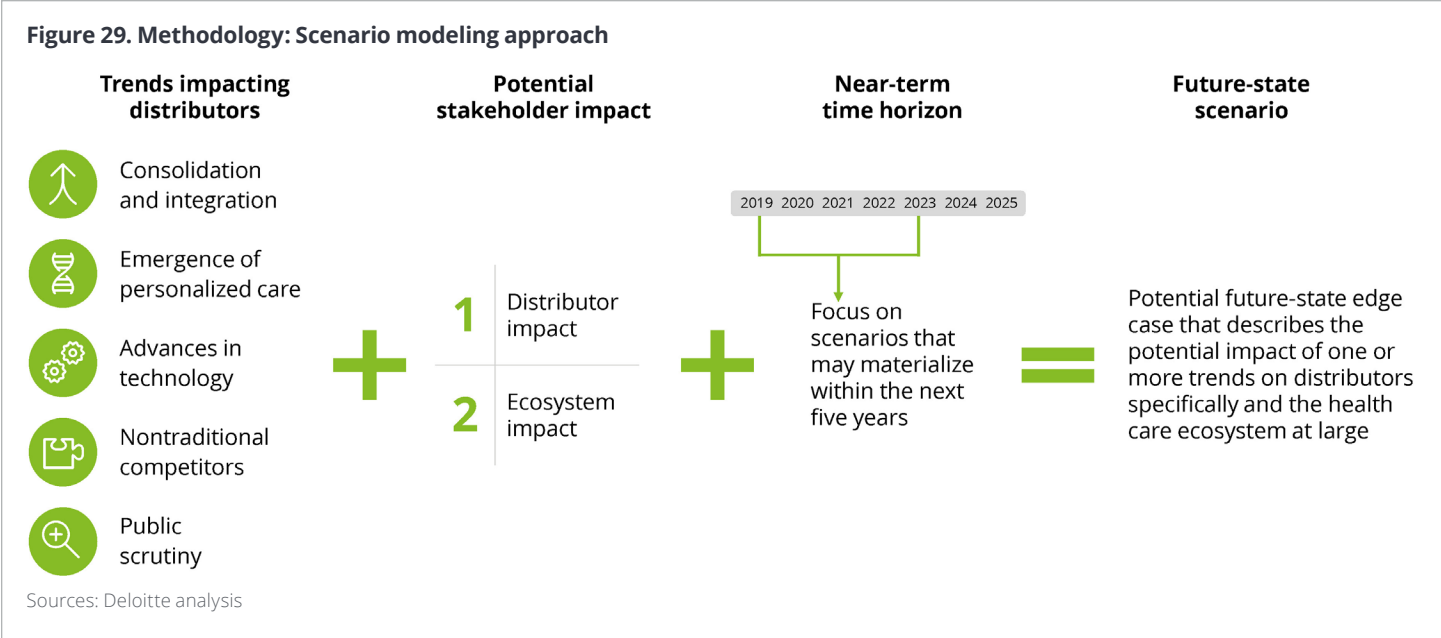 Figure 29. Methodology: Scenario modeling approach
Trends impacting
distributors
Consolidation
and integration
Emergence of
personalized care
Advances in
technology
Nontraditional
competitors
Public
scrutiny
Potential
stakeholder impact
1
Distributor
impact
2
Ecosystem
impact
Near-term
time horizon
2019 2020 2021 2022 2023 2024 2025
Focus on
scenarios that
may materialize
within the next
five years
Future-state
scenario
Potential future-state edge
case that describes the
potential impact of one or
more trends on distributors
specifically and the health
care ecosystem at large
Sources: Deloitte analysis